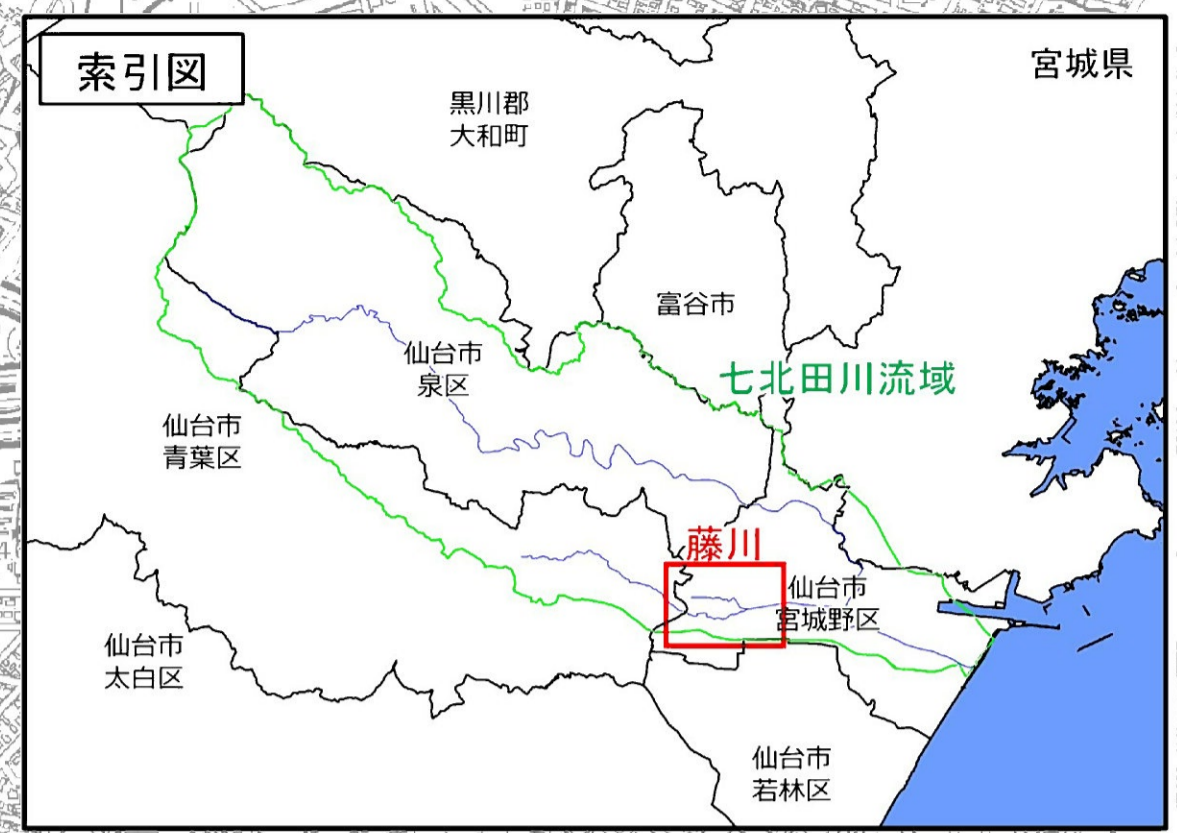 索引図
宮城県
黒川郡
大和町
富谷市
仙台市
泉区
七北田川流域
仙台市
青葉区
藤川
仙台市
宮城野区
仙台市
太白区
仙台市
若林区